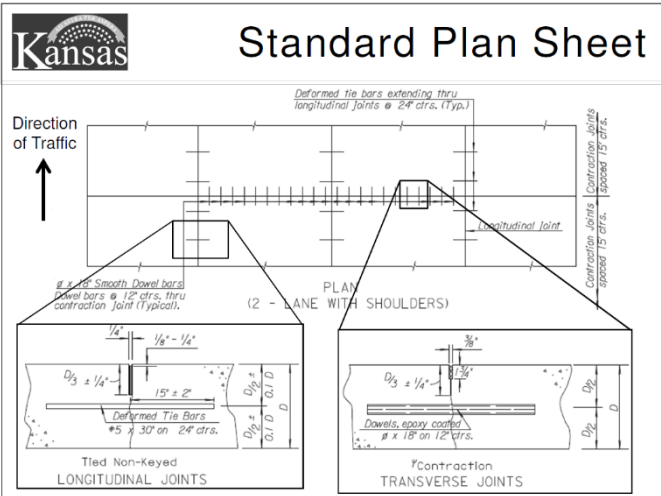 Kansas
Standard Plan Sheet
Direction
of Traffic
Deformed tie bars extending thru
longitudinal joints @ 24" ctrs. (Typ.)
Contraction Joints
spaced 15' ctrs.
Contraction Joints
spaced 15' ctrs.
Longitudinal Joint
ø x 18" Smooth Dowel bars
Dowel bars @ 12" ctrs. thru
contraction joint (Typical).
PLAN
(2 - LANE WITH SHOULDERS)
1/4"
1/8" - 1/4"
D/3 ± 1/4"
15" ± 2"
D/2 ±
0.1 D
D/2 ±
0.1 D
D
Deformed Tie Bars
#5 x 30" on 24" ctrs.
Tied Non-Keyed
LONGITUDINAL JOINTS
3/8"
1-3/4"
D/3 ± 1/4"
D/2
D/2
D
Dowels, epoxy coated
ø x 18" on 12" ctrs.
Contraction
TRANSVERSE JOINTS